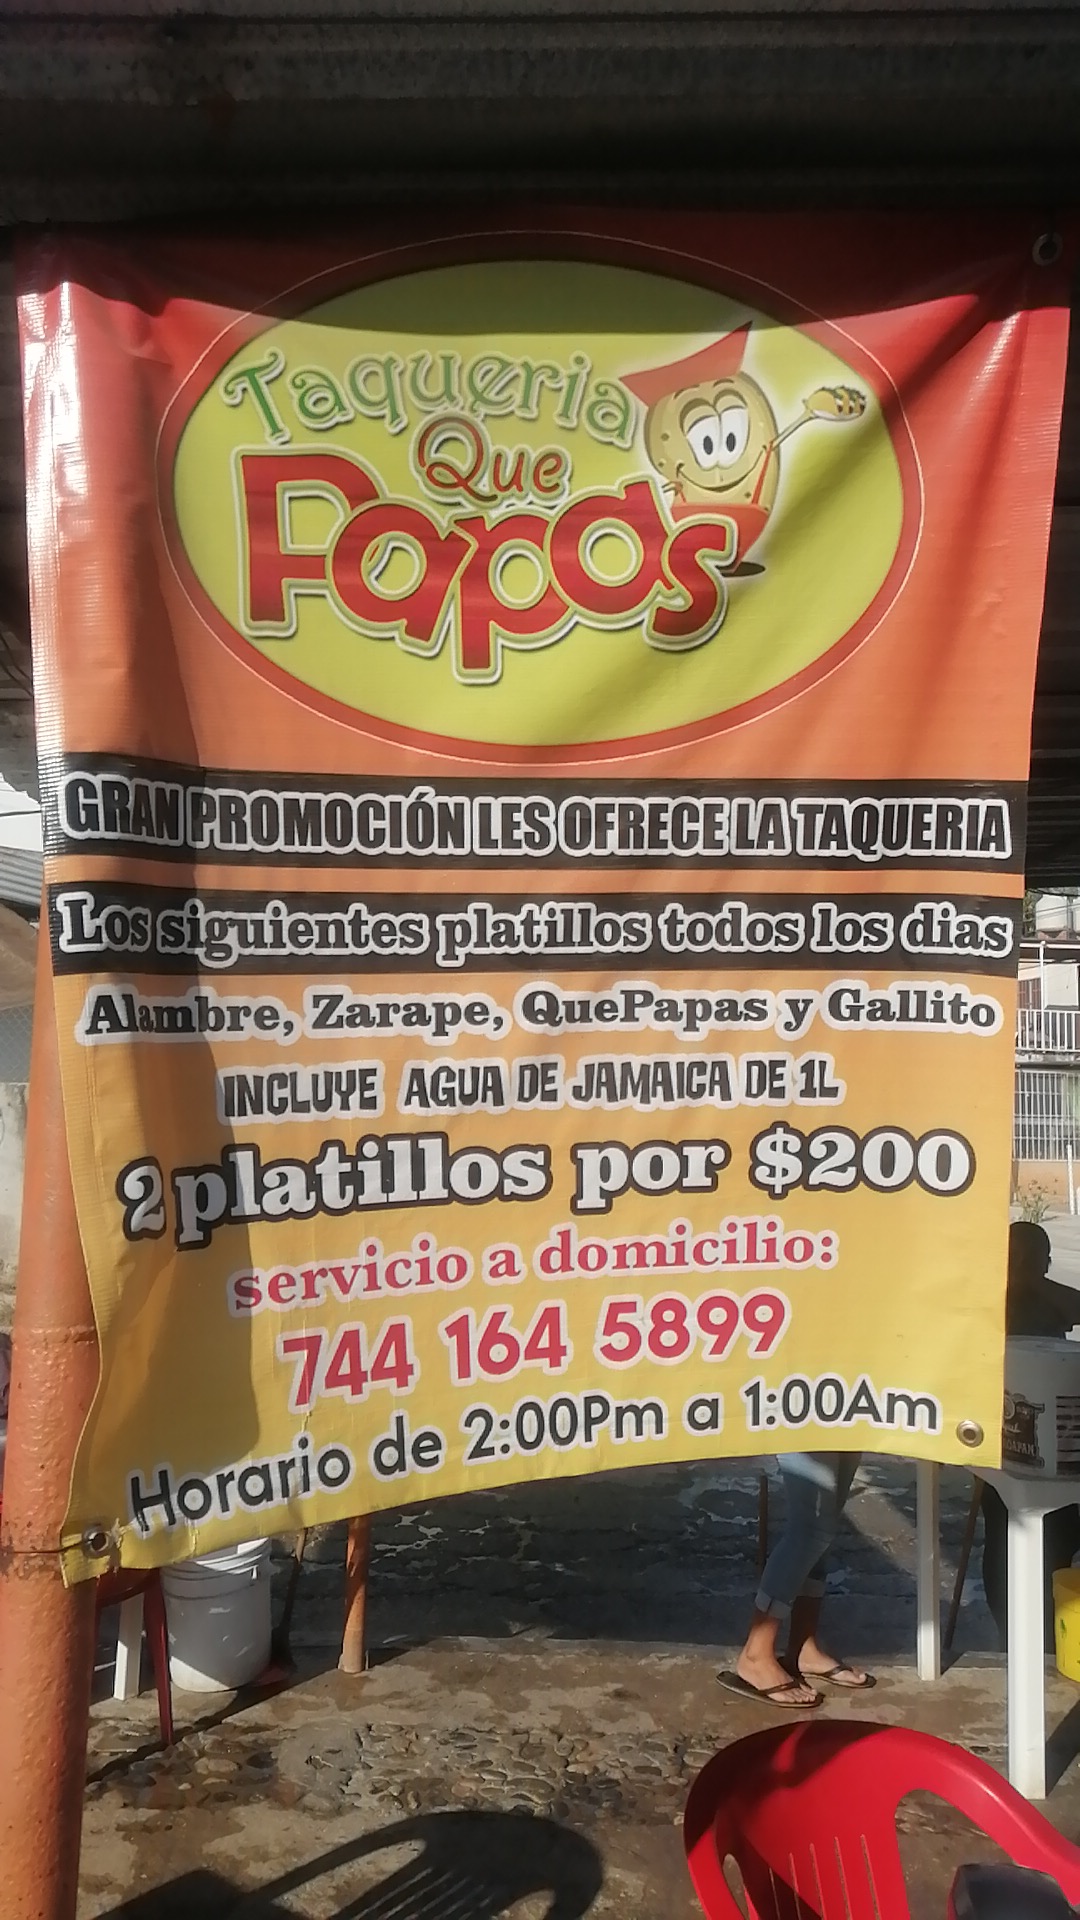 Taqueria
Que
Papas
GRAN PROMOCIÓN LES OFRECE LA TAQUERIA
Los siguientes platillos todos los dias
Alambre, Zarape, QuePapas y Gallito
INCLUYE AGUA DE JAMAICA DE 1L
2 platillos por $200
servicio a domicilio:
744 164 5899
Horario de 2:00Pm a 1:00Am